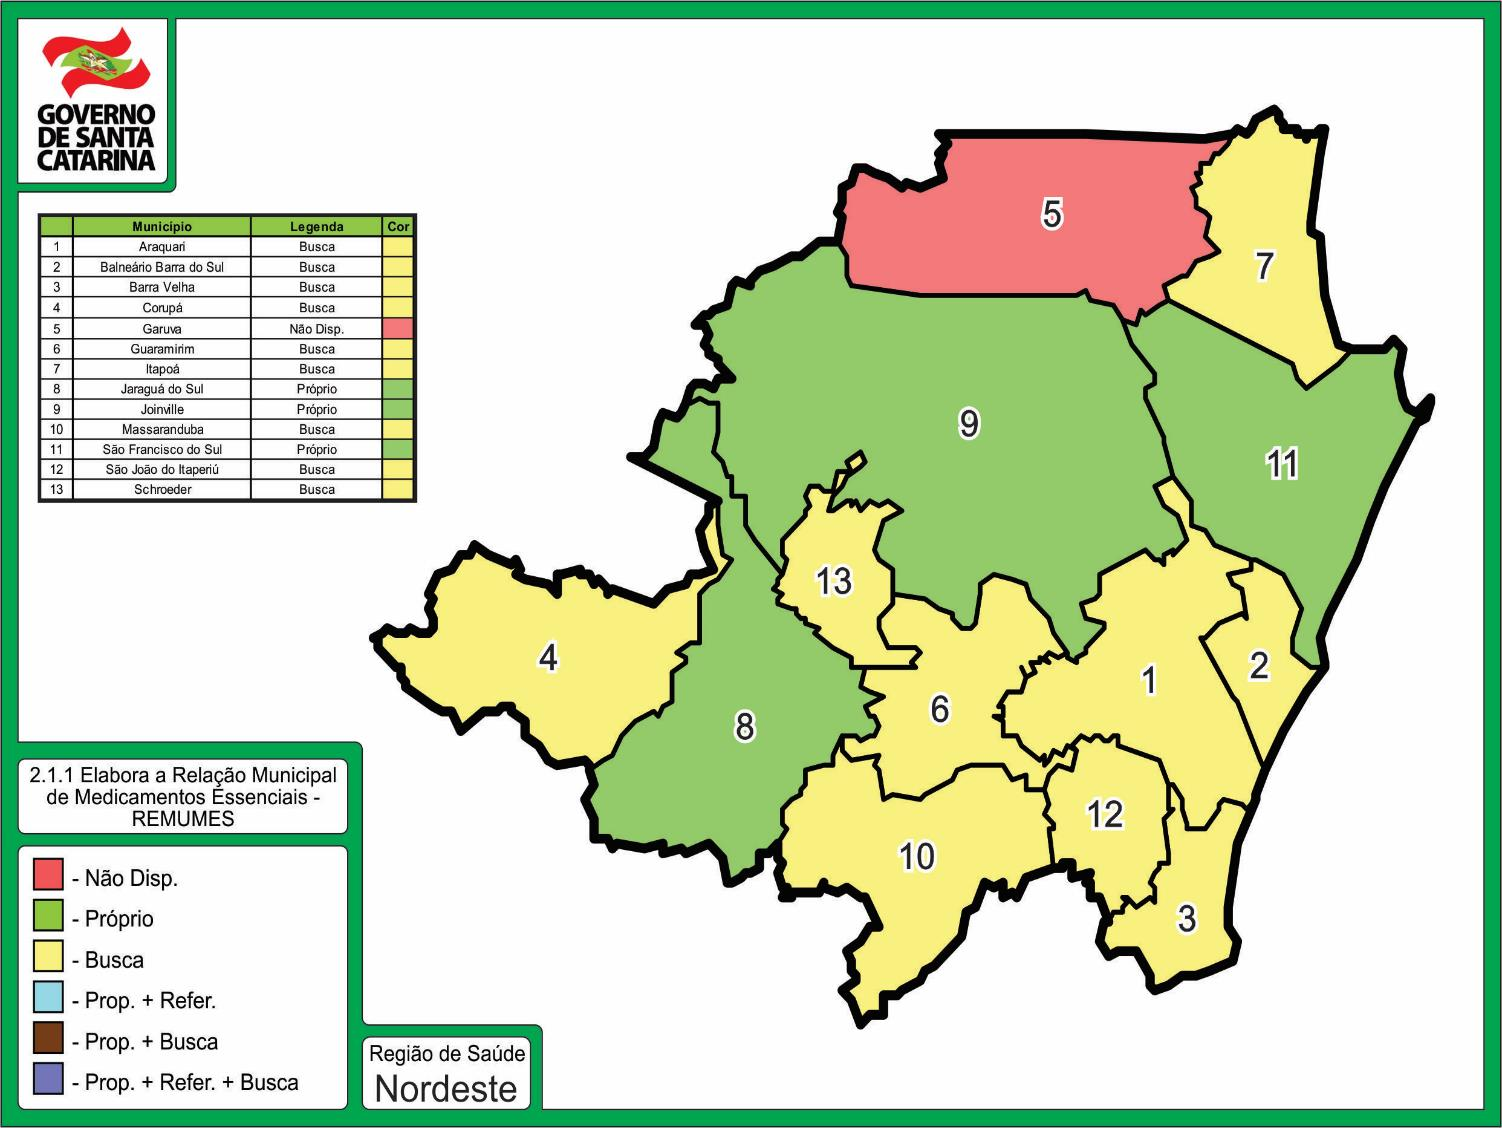 GOVERNO
DE SANTA
CATARINA
Município Legenda Cor
1 Araquari Busca
2 Balneário Barra do Sul Busca
3 Barra Velha Busca
4 Corupá Busca
5 Garuva Não Disp.
6 Guaramirim Busca
7 Itapoá Busca
8 Jaraguá do Sul Próprio
9 Joinville Próprio
10 Massaranduba Busca
11 São Francisco do Sul Próprio
12 São João do Itaperiú Busca
13 Schroeder Busca
5
7
9
11
13
4
2
1
6
8
12
10
3
2.1.1 Elabora a Relação Municipal
de Medicamentos Essenciais -
REMUMES
- Não Disp.
- Próprio
- Busca
- Prop. + Refer.
- Prop. + Busca
- Prop. + Refer. + Busca
Região de Saúde
Nordeste